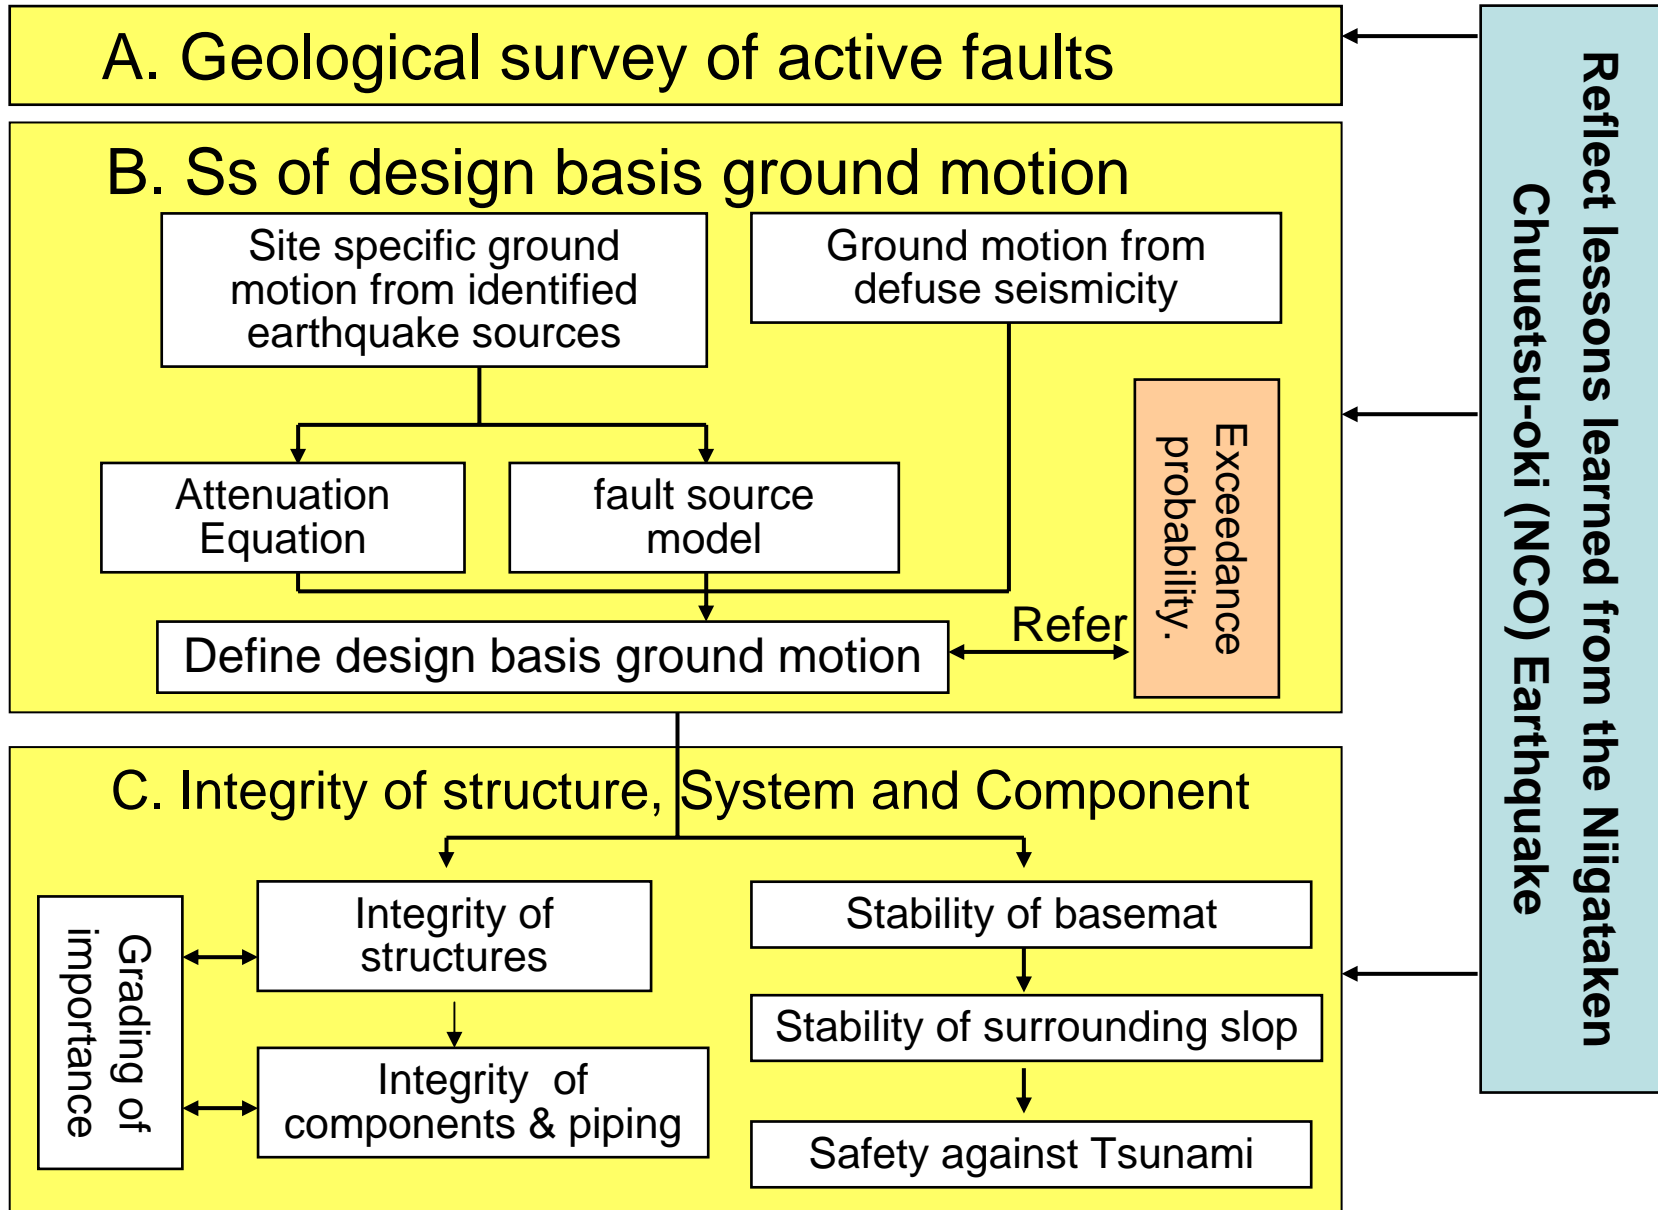 A. Geological survey of active faults
B. Ss of design basis ground motion
Site specific ground
motion from identified
earthquake sources
Ground motion from
defuse seismicity
Attenuation
Equation
fault source
model
Exceedance
probability.
Refer
Define design basis ground motion
C. Integrity of structure, System and Component
Grading of
importance
Integrity of
structures
Integrity of
components & piping
Stability of basemat
Stability of surrounding slop
Safety against Tsunami
Reflect lessons learned from the Niigataken
Chuuetsu-oki (NCO) Earthquake